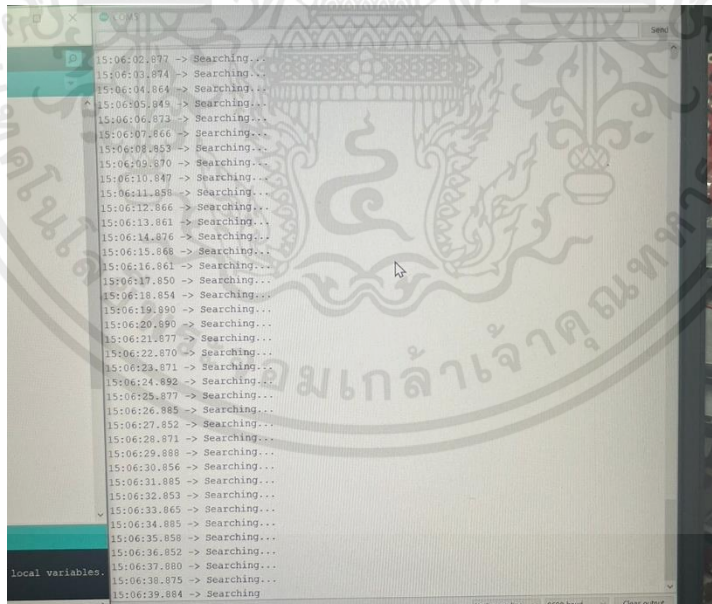 Send
15:06:02.877 -> Searching...
15:06:03.874 -> Searching...
15:06:04.864 -> Searching...
15:06:05.849 -> Searching...
15:06:06.873 -> Searching...
15:06:07.866 -> Searching...
15:06:08.853 -> Searching...
15:06:09.870 -> Searching...
15:06:10.847 -> Searching...
15:06:11.858 -> Searching...
15:06:12.866 -> Searching...
15:06:13.861 -> Searching...
15:06:14.876 -> Searching...
15:06:15.868 -> Searching...
15:06:16.861 -> Searching...
15:06:17.850 -> Searching...
15:06:18.854 -> Searching...
15:06:19.890 -> Searching...
15:06:20.890 -> Searching...
15:06:21.877 -> Searching...
15:06:22.870 -> Searching...
15:06:23.871 -> Searching...
15:06:24.892 -> Searching...
15:06:25.877 -> Searching...
15:06:26.885 -> Searching...
15:06:27.852 -> Searching...
15:06:28.871 -> Searching...
15:06:29.888 -> Searching...
15:06:30.856 -> Searching...
15:06:31.885 -> Searching...
15:06:32.853 -> Searching...
15:06:33.865 -> Searching...
15:06:34.885 -> Searching...
15:06:35.858 -> Searching...
15:06:36.852 -> Searching...
15:06:37.880 -> Searching...
15:06:38.875 -> Searching...
15:06:39.884 -> Searching
local variables.
Clear output